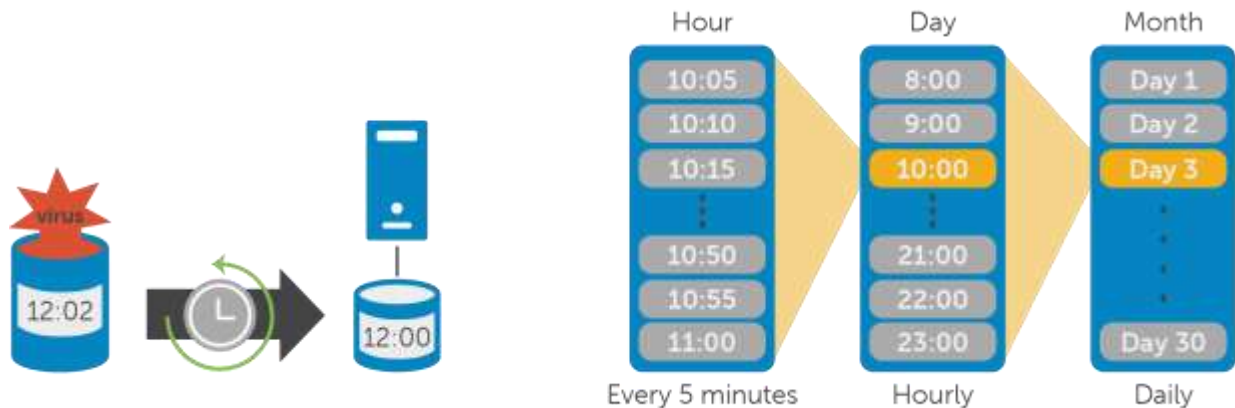 virus
12:02
12:00
Hour
10:05
10:10
10:15
10:50
10:55
11:00
Every 5 minutes
Day
8:00
9:00
10:00
21:00
22:00
23:00
Hourly
Month
Day 1
Day 2
Day 3
Day 30
Daily